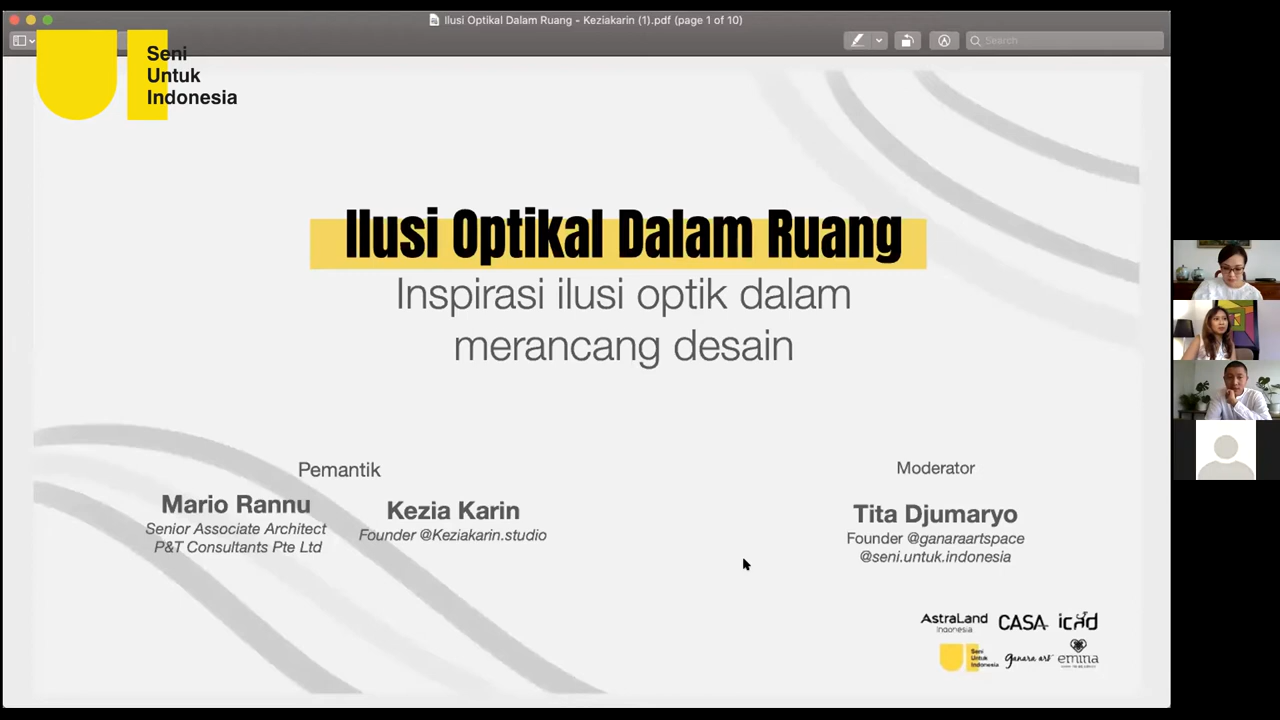 Ilusi Optikal Dalam Ruang - Keziakarin (1).pdf (page 1 of 10)
Search
Seni
Untuk
Indonesia
Ilusi Optikal Dalam Ruang
Inspirasi ilusi optik dalam
merancang desain
Pemantik
Mario Rannu
Senior Associate Architect
P&T Consultants Pte Ltd
Kezia Karin
Founder @Keziakarin.studio
Moderator
Tita Djumaryo
Founder @ganaraartspace
@seni.untuk.indonesia
AstraLand
Indonesia
CASA
icad
Seni
Untuk
Indonesia
ganara art
emina